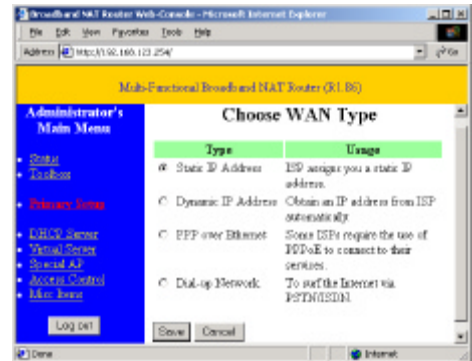 Broadband NAT Router Web-Console - Microsoft Internet Explorer
File Edit View Favorites Tools Help
Address http://192.168.123.254/ Go
Multi-Functional Broadband NAT Router (R1.86)
Administrator's
Main Menu
Status
Toolbox
Primary Setup
DHCP Server
Virtual Server
Special AP
Access Control
Misc Items
Log out
Choose WAN Type
Type Usage
Static IP Address ISP assigns you a static IP
address.
Dynamic IP Address Obtain an IP address from ISP
automatically
PPP over Ethernet Some ISPs require the use of
PPPoE to connect to their
services.
Dial-up Network To surf the Internet via
PSTN/ISDN.
Save Cancel
Done Internet